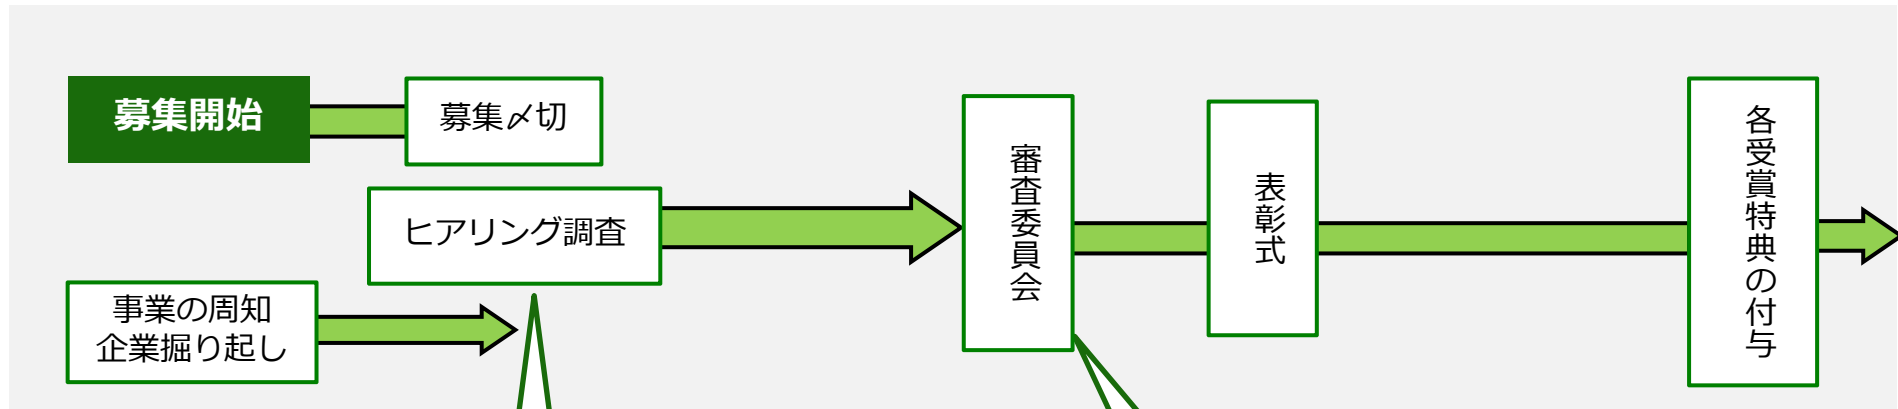 募集開始
募集〆切
ヒアリング調査
事業の周知
企業掘り起し
審査委員会
表彰式
各受賞特典の付与